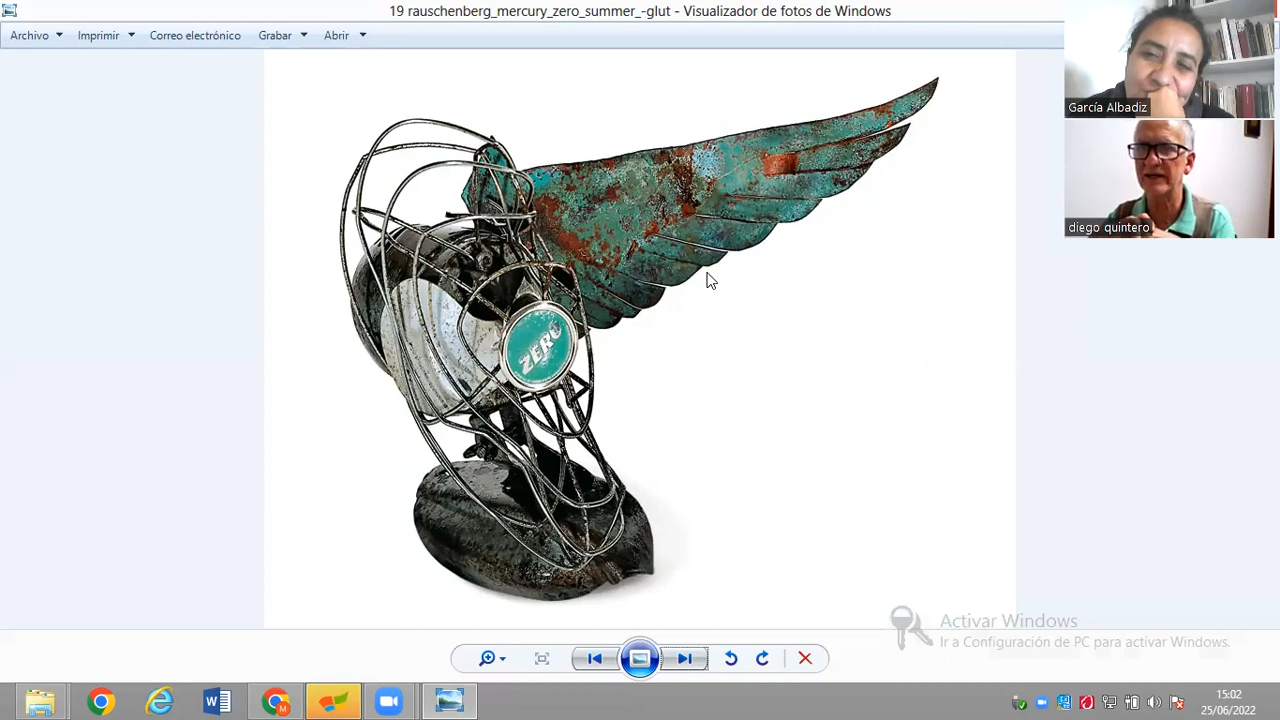 19 rauschenberg_mercury_zero_summer_-glut - Visualizador de fotos de Windows
Archivo Imprimir Correo electrónico Grabar Abrir
García Albadiz
diego quintero
ZERO
Activar Windows
Ir a Configuración de PC para activar Windows.
15:02
25/06/2022